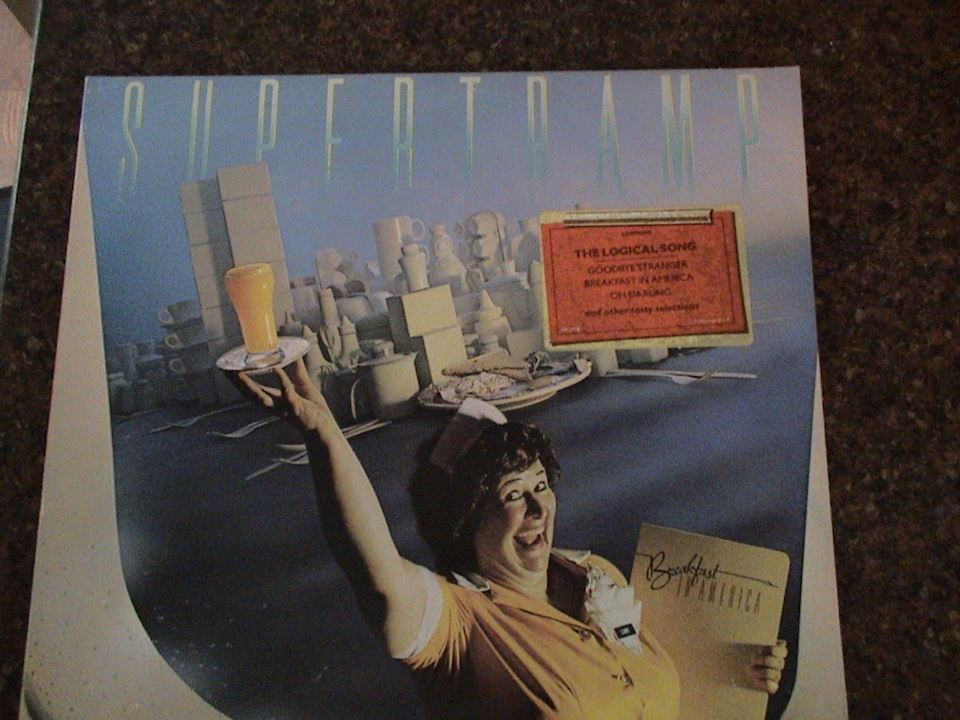 SUPERTRAMP
THE LOGICAL SONG
GOODBYE STRANGER
BREAKFAST IN AMERICA
OH DARLING
and other tasty selections
Breakfast
IN AMERICA